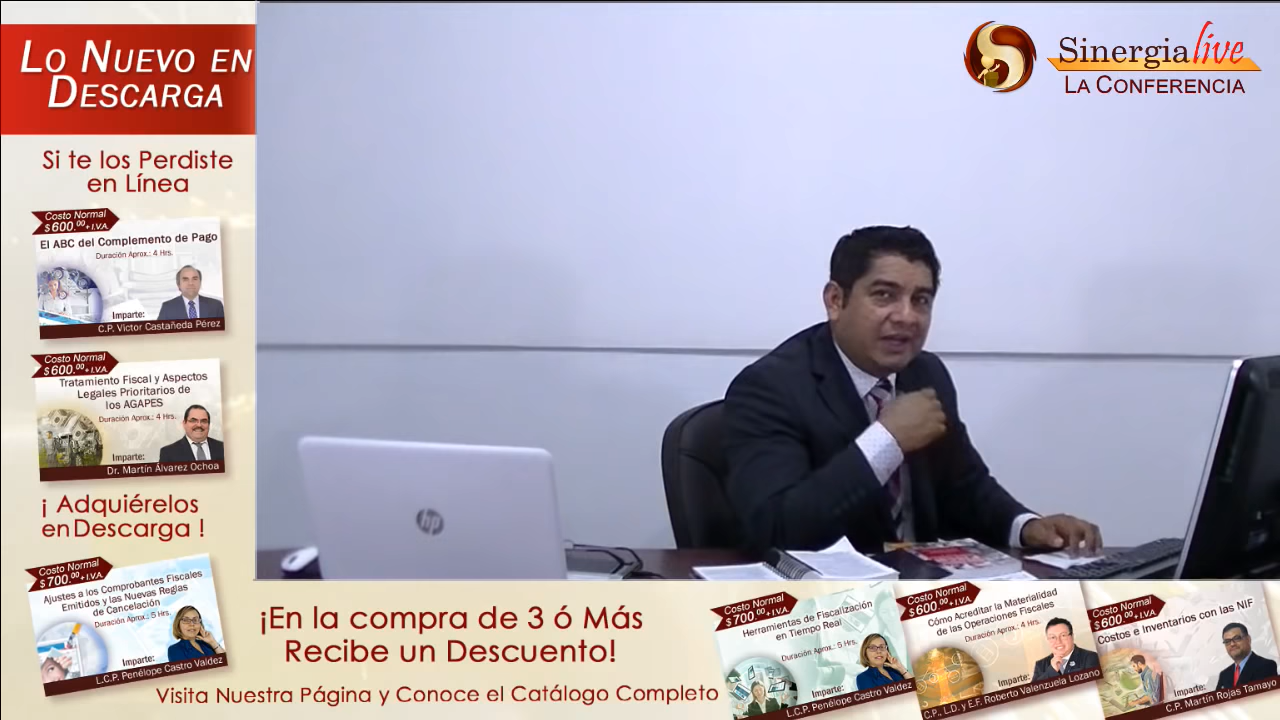 Lo Nuevo en
Descarga
Si te los Perdiste
en Línea
Costo Normal
$600.00 + I.V.A.
El ABC del Complemento de Pago
Duración Aprox.: 4 Hrs.
Imparte:
C.P. Víctor Castañeda Pérez
Costo Normal
$600.00 + I.V.A.
Tratamiento Fiscal y Aspectos
Legales Prioritarios de
los AGAPES
Duración Aprox.: 4 Hrs.
Imparte:
Dr. Martín Álvarez Ochoa
¡ Adquiérelos
en Descarga !
Costo Normal
$700.00 + I.V.A.
Ajustes a los Comprobantes Fiscales
Emitidos y las Nuevas Reglas
de Cancelación
Duración Aprox.: 5 Hrs.
Imparte:
L.C.P. Penélope Castro Valdez
Sinergialive
La Conferencia
hp
¡En la compra de 3 ó Más
Recibe un Descuento!
Visita Nuestra Página y Conoce el Catálogo Completo
Costo Normal
$700.00 + I.V.A.
Herramientas de Fiscalización
en Tiempo Real
Duración Aprox.: 5 Hrs.
Imparte:
L.C.P. Penélope Castro Valdez
Costo Normal
$600.00 + I.V.A.
Cómo Acreditar la Materialidad
de las Operaciones Fiscales
Duración Aprox.: 4 Hrs.
Imparte:
C.P., L.D. y E.F. Roberto Valenzuela Lozano
Costo Normal
$600.00 + I.V.A.
Costos e Inventarios con las NIF
Imparte:
C.P. Martín Rojas Tamayo